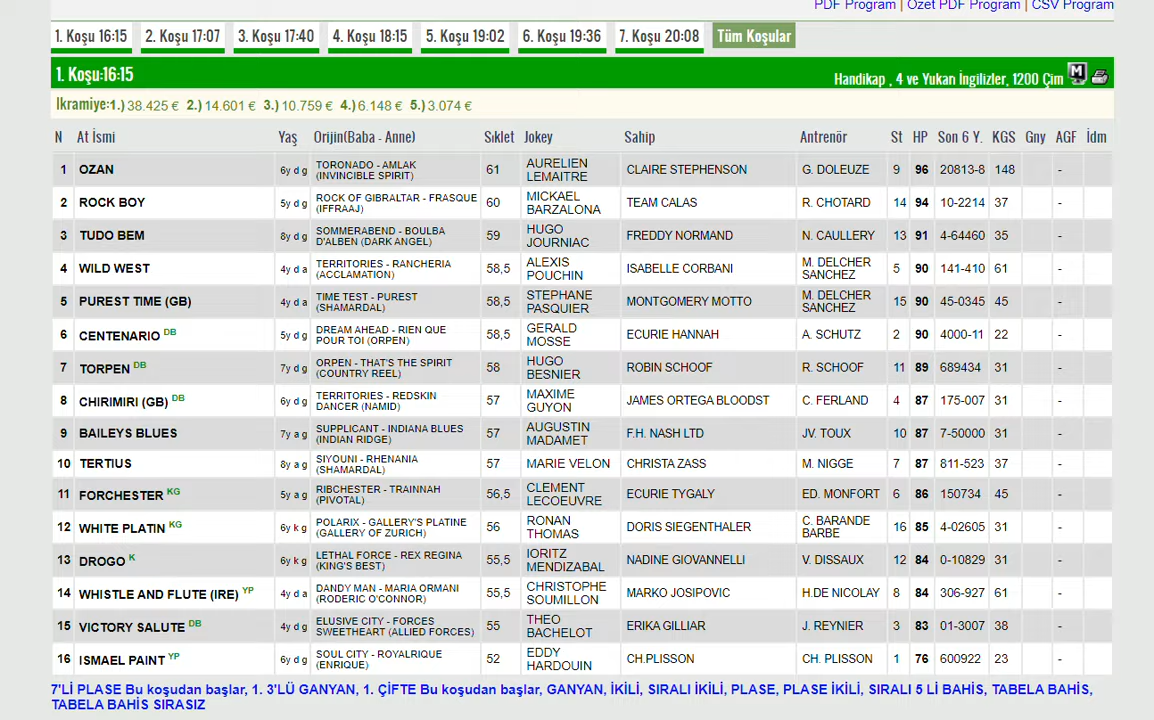 PDF Program | Özet PDF Program | CSV Program
1. Koşu 16:15 2. Koşu 17:07 3. Koşu 17:40 4. Koşu 18:15 5. Koşu 19:02 6. Koşu 19:36 7. Koşu 20:08 Tüm Koşular
1. Koşu:16:15 Handikap , 4 ve Yukarı İngilizler, 1200 Çim M
İkramiye:1.) 38.425 € 2.) 14.601 € 3.) 10.759 € 4.) 6.148 € 5.) 3.074 €
N At İsmi Yaş Orijin(Baba - Anne) Sıklet Jokey Sahip Antrenör St HP Son 6 Y. KGS Gny AGF İdm
1 OZAN 6y d g TORONADO - AMLAK (INVINCIBLE SPIRIT) 61 AURELIEN LEMAITRE CLAIRE STEPHENSON G. DOLEUZE 9 96 20813-8 148 -
2 ROCK BOY 5y d g ROCK OF GIBRALTAR - FRASQUE (IFFRAAJ) 60 MICKAEL BARZALONA TEAM CALAS R. CHOTARD 14 94 10-2214 37 -
3 TUDO BEM 8y d g SOMMERABEND - BOULBA D'ALBEN (DARK ANGEL) 59 HUGO JOURNIAC FREDDY NORMAND N. CAULLERY 13 91 4-64460 35 -
4 WILD WEST 4y d a TERRITORIES - RANCHERIA (ACCLAMATION) 58,5 ALEXIS POUCHIN ISABELLE CORBANI M. DELCHER SANCHEZ 5 90 141-410 61 -
5 PUREST TIME (GB) 4y d a TIME TEST - PUREST (SHAMARDAL) 58,5 STEPHANE PASQUIER MONTGOMERY MOTTO M. DELCHER SANCHEZ 15 90 45-0345 45 -
6 CENTENARIO DB 5y d g DREAM AHEAD - RIEN QUE POUR TOI (ORPEN) 58,5 GERALD MOSSE ECURIE HANNAH A. SCHUTZ 2 90 4000-11 22 -
7 TORPEN DB 7y d g ORPEN - THAT'S THE SPIRIT (COUNTRY REEL) 58 HUGO BESNIER ROBIN SCHOOF R. SCHOOF 11 89 689434 31 -
8 CHIRIMIRI (GB) DB 6y d g TERRITORIES - REDSKIN DANCER (NAMID) 57 MAXIME GUYON JAMES ORTEGA BLOODST C. FERLAND 4 87 175-007 31 -
9 BAILEYS BLUES 7y a g SUPPLICANT - INDIANA BLUES (INDIAN RIDGE) 57 AUGUSTIN MADAMET F.H. NASH LTD JV. TOUX 10 87 7-50000 31 -
10 TERTIUS 8y a g SIYOUNI - RHENANIA (SHAMARDAL) 57 MARIE VELON CHRISTA ZASS M. NIGGE 7 87 811-523 37 -
11 FORCHESTER KG 5y a g RIBCHESTER - TRAINNAH (PIVOTAL) 56,5 CLEMENT LECOEUVRE ECURIE TYGALY ED. MONFORT 6 86 150734 45 -
12 WHITE PLATIN KG 6y k g POLARIX - GALLERY'S PLATINE (GALLERY OF ZURICH) 56 RONAN THOMAS DORIS SIEGENTHALER C. BARANDE BARBE 16 85 4-02605 31 -
13 DROGO K 6y k g LETHAL FORCE - REX REGINA (KING'S BEST) 55,5 IORITZ MENDIZABAL NADINE GIOVANNELLI V. DISSAUX 12 84 0-10829 31 -
14 WHISTLE AND FLUTE (IRE) YP 4y d a DANDY MAN - MARIA ORMANI (RODERIC O'CONNOR) 55,5 CHRISTOPHE SOUMILLON MARKO JOSIPOVIC H.DE NICOLAY 8 84 306-927 61 -
15 VICTORY SALUTE DB 4y d g ELUSIVE CITY - FORCES SWEETHEART (ALLIED FORCES) 55 THEO BACHELOT ERIKA GILLIAR J. REYNIER 3 83 01-3007 38 -
16 ISMAEL PAINT YP 6y d g SOUL CITY - ROYALRIQUE (ENRIQUE) 52 EDDY HARDOUIN CH.PLISSON CH. PLISSON 1 76 600922 23 -
7'Lİ PLASE Bu koşudan başlar, 1. 3'LÜ GANYAN, 1. ÇİFTE Bu koşudan başlar, GANYAN, İKİLİ, SIRALI İKİLİ, PLASE, PLASE İKİLİ, SIRALI 5 Lİ BAHİS, TABELA BAHİS,
TABELA BAHİS SIRASIZ